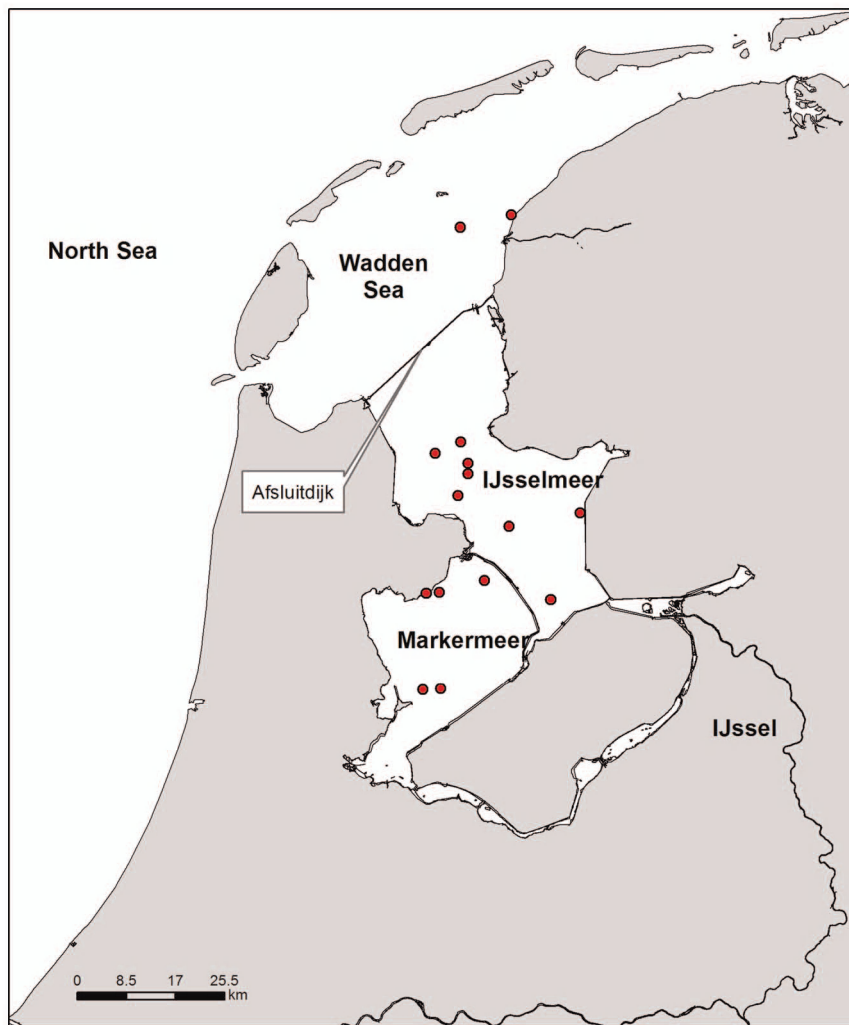 North Sea
Wadden
Sea
Afsluitdijk
IJsselmeer
Markermeer
IJssel
0 8.5 17 25.5
km